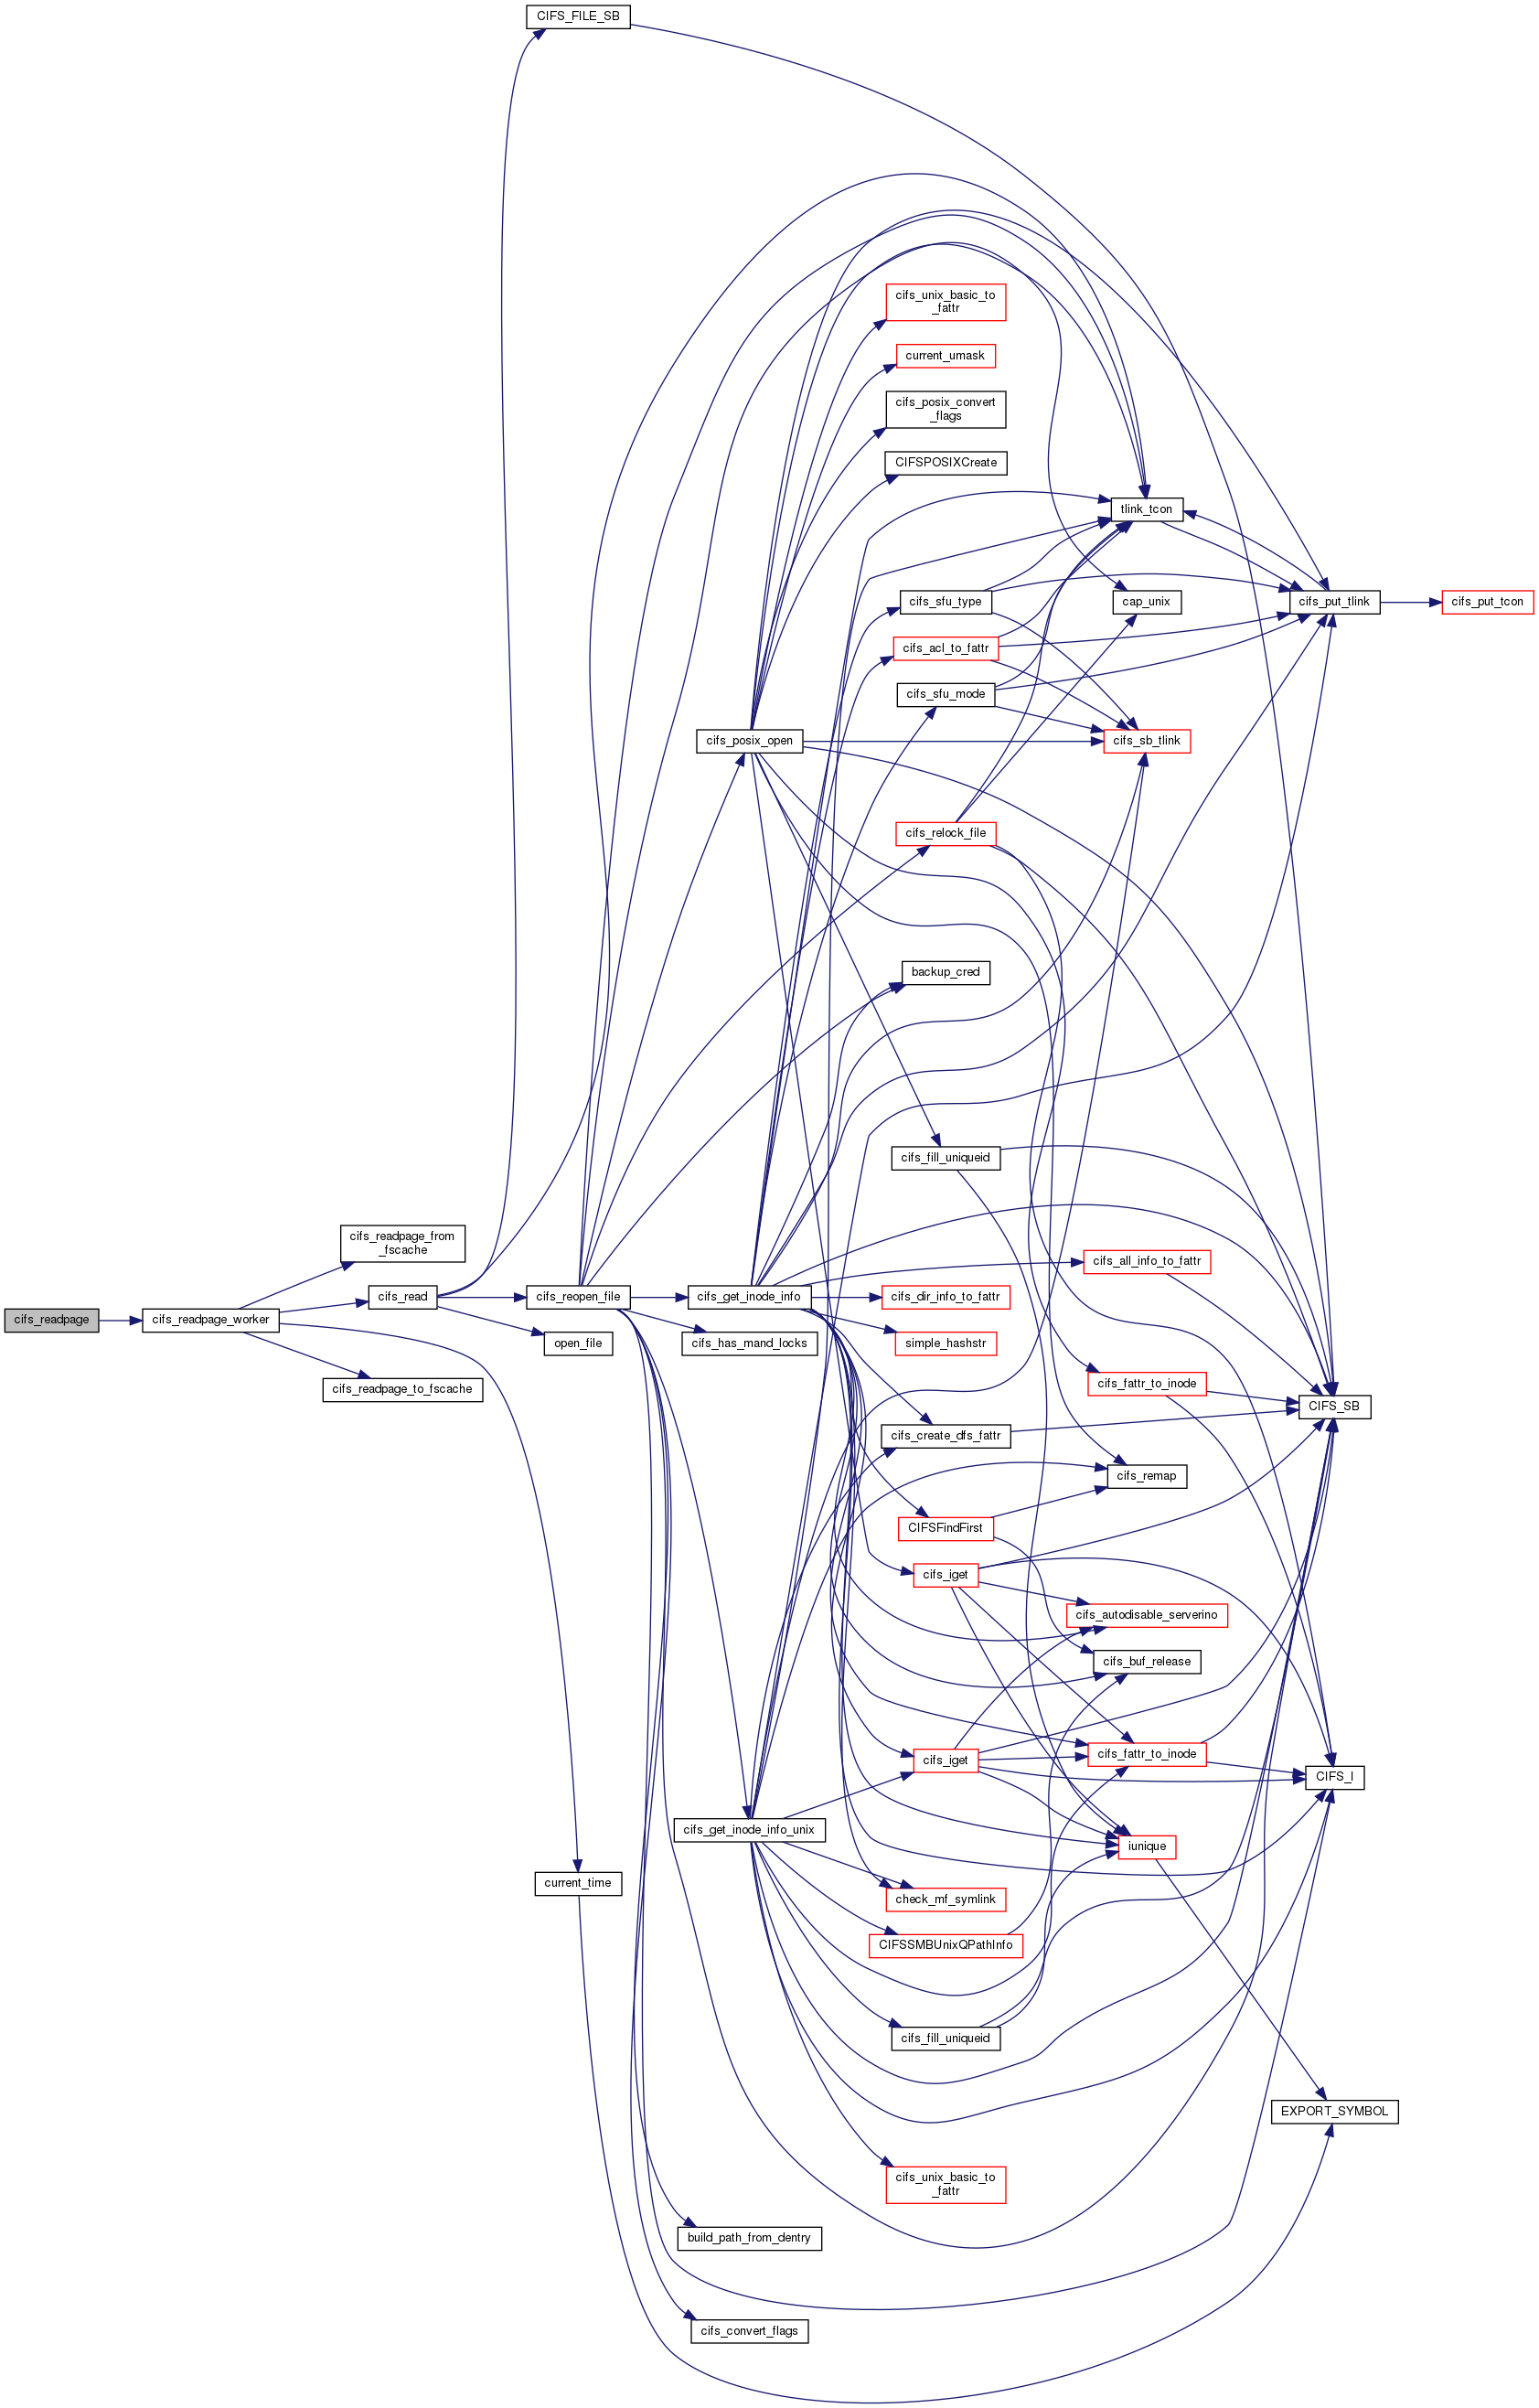 CIFS_FILE_SB
cifs_unix_basic_to
_fattr
current_umask
cifs_posix_convert
_flags
CIFSPOSIXCreate
tlink_tcon
cifs_sfu_type
cap_unix
cifs_put_tlink
cifs_put_tcon
cifs_acl_to_fattr
cifs_sfu_mode
cifs_posix_open
cifs_sb_tlink
cifs_relock_file
backup_cred
cifs_fill_uniqueid
cifs_readpage_from
_fscache
cifs_all_info_to_fattr
cifs_readpage
cifs_readpage_worker
cifs_read
cifs_reopen_file
cifs_get_inode_info
cifs_dir_info_to_fattr
open_file
cifs_has_mand_locks
simple_hashstr
cifs_readpage_to_fscache
cifs_fattr_to_inode
CIFS_SB
cifs_create_dfs_fattr
cifs_remap
CIFSFindFirst
cifs_iget
cifs_autodisable_serverino
cifs_buf_release
cifs_iget
cifs_fattr_to_inode
CIFS_I
cifs_get_inode_info_unix
iunique
current_time
check_mf_symlink
CIFSSMBUnixQPathInfo
cifs_fill_uniqueid
EXPORT_SYMBOL
cifs_unix_basic_to
_fattr
build_path_from_dentry
cifs_convert_flags